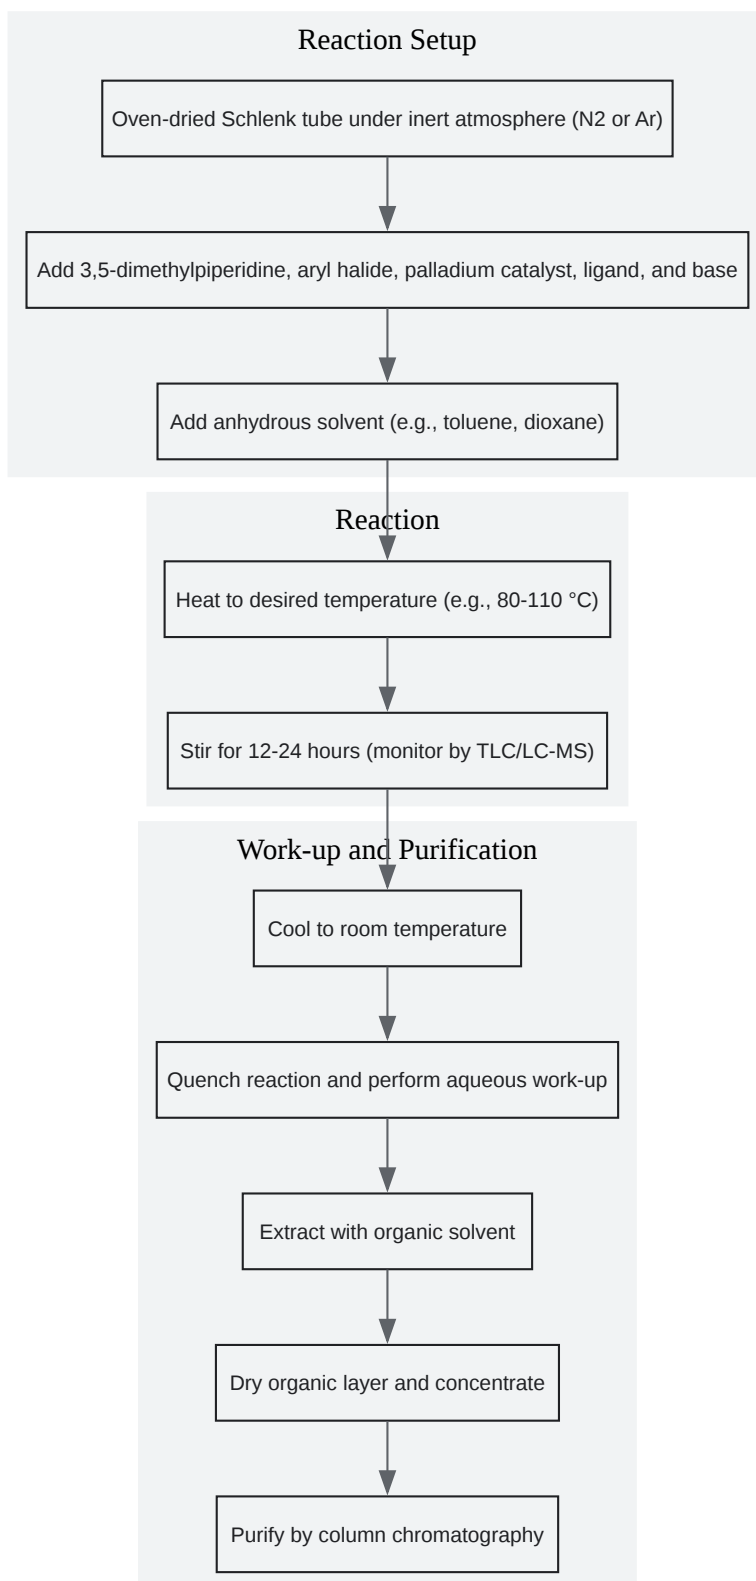 Reaction Setup
Oven-dried Schlenk tube under inert atmosphere (N2 or Ar)
Add 3,5-dimethylpiperidine, aryl halide, palladium catalyst, ligand, and base
Add anhydrous solvent (e.g., toluene, dioxane)
Reaction
Heat to desired temperature (e.g., 80-110 °C)
Stir for 12-24 hours (monitor by TLC/LC-MS)
Work-up and Purification
Cool to room temperature
Quench reaction and perform aqueous work-up
Extract with organic solvent
Dry organic layer and concentrate
Purify by column chromatography